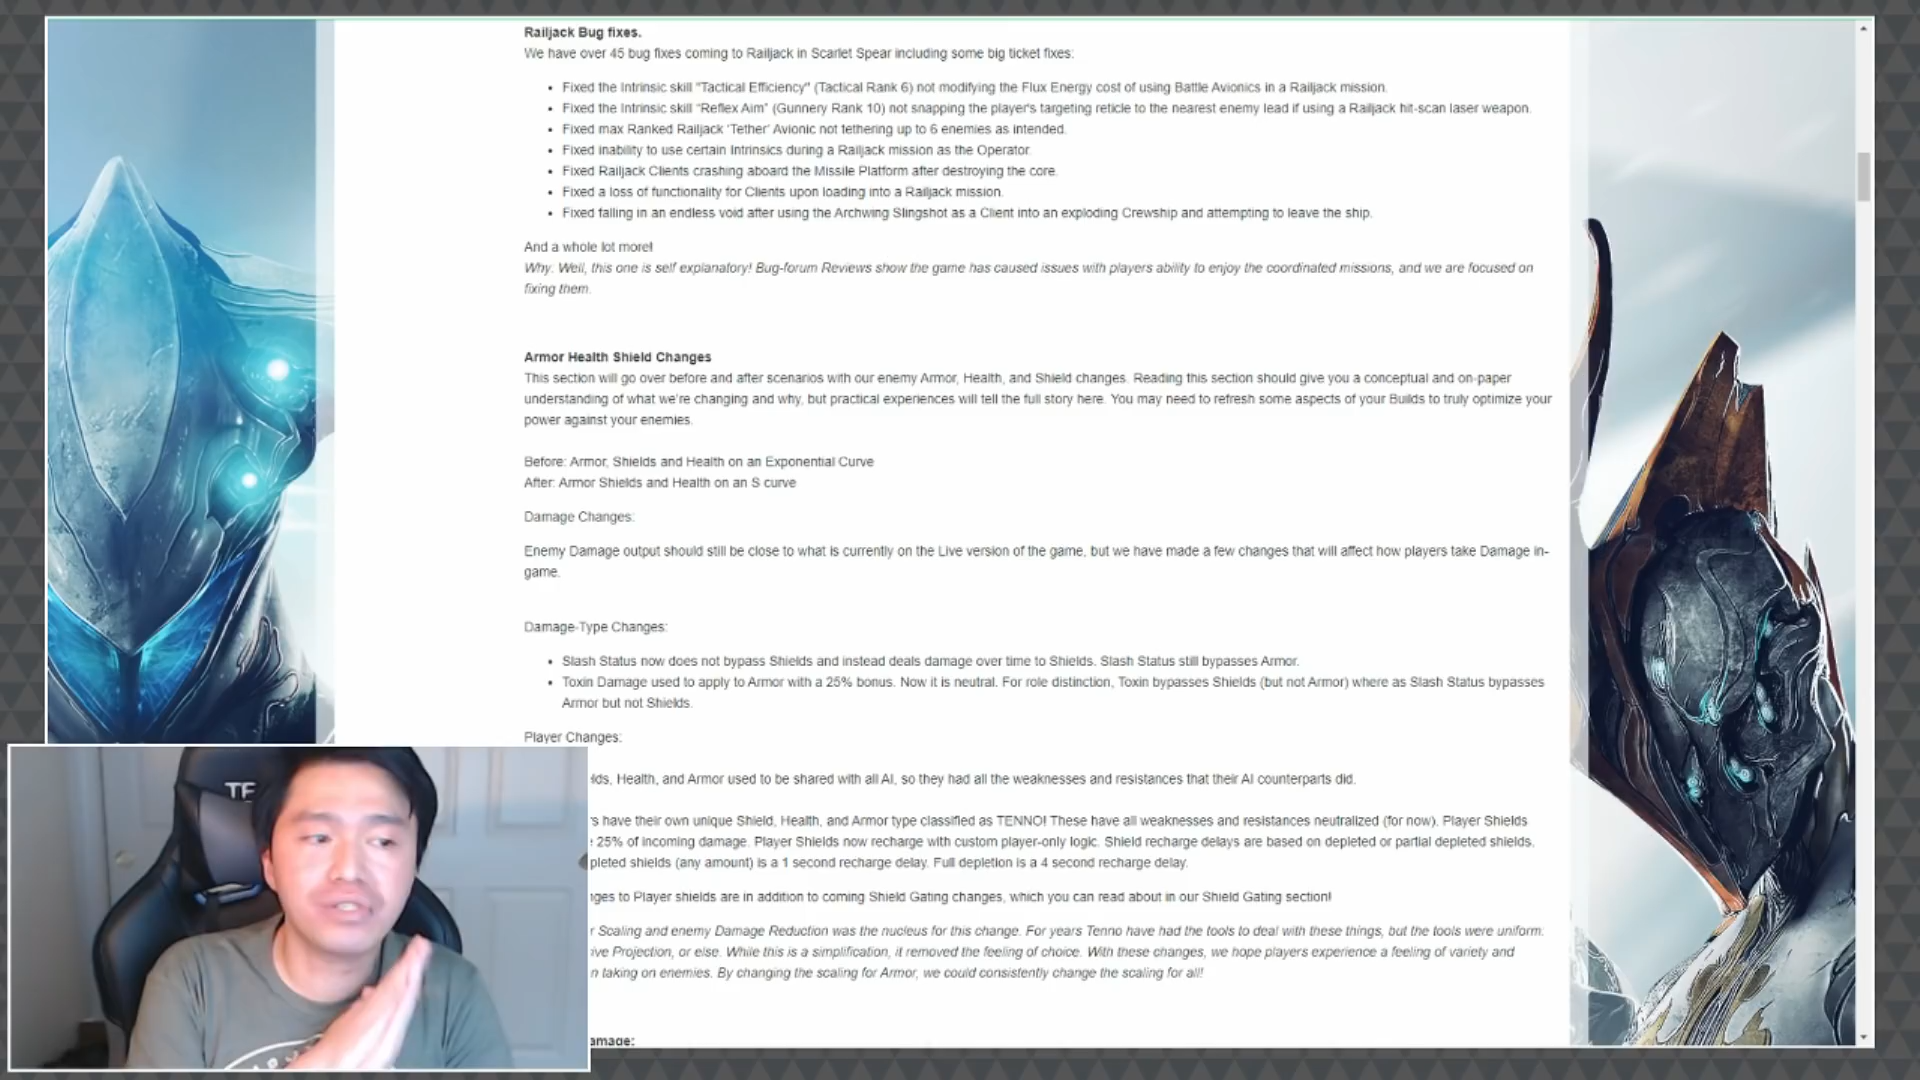 Railjack Bug fixes.
We have over 45 bug fixes coming to Railjack in Scarlet Spear including some big ticket fixes:
• Fixed the Intrinsic skill "Tactical Efficiency" (Tactical Rank 6) not modifying the Flux Energy cost of using Battle Avionics in a Railjack mission.
• Fixed the Intrinsic skill "Reflex Aim" (Gunnery Rank 10) not snapping the player's targeting reticle to the nearest enemy lead if using a Railjack hit-scan laser weapon.
• Fixed max Ranked Railjack 'Tether' Avionic not tethering up to 6 enemies as intended.
• Fixed inability to use certain Intrinsics during a Railjack mission as the Operator.
• Fixed Railjack Clients crashing aboard the Missile Platform after destroying the core.
• Fixed a loss of functionality for Clients upon loading into a Railjack mission.
• Fixed falling in an endless void after using the Archwing Slingshot as a Client into an exploding Crewship and attempting to leave the ship.
And a whole lot more!
Why: Well, this one is self explanatory! Bug-forum Reviews show the game has caused issues with players ability to enjoy the coordinated missions, and we are focused on
fixing them.
Armor Health Shield Changes
This section will go over before and after scenarios with our enemy Armor, Health, and Shield changes. Reading this section should give you a conceptual and on-paper
understanding of what we're changing and why, but practical experiences will tell the full story here. You may need to refresh some aspects of your Builds to truly optimize your
power against your enemies.
Before: Armor, Shields and Health on an Exponential Curve
After: Armor Shields and Health on an S curve
Damage Changes:
Enemy Damage output should still be close to what is currently on the Live version of the game, but we have made a few changes that will affect how players take Damage in-
game.
Damage-Type Changes:
• Slash Status now does not bypass Shields and instead deals damage over time to Shields. Slash Status still bypasses Armor.
• Toxin Damage used to apply to Armor with a 25% bonus. Now it is neutral. For role distinction, Toxin bypasses Shields (but not Armor) where as Slash Status bypasses
Armor but not Shields.
Player Changes:
lds, Health, and Armor used to be shared with all AI, so they had all the weaknesses and resistances that their AI counterparts did.
rs have their own unique Shield, Health, and Armor type classified as TENNO! These have all weaknesses and resistances neutralized (for now). Player Shields
25% of incoming damage. Player Shields now recharge with custom player-only logic. Shield recharge delays are based on depleted or partial depleted shields.
pleted shields (any amount) is a 1 second recharge delay. Full depletion is a 4 second recharge delay.
nges to Player shields are in addition to coming Shield Gating changes, which you can read about in our Shield Gating section!
r Scaling and enemy Damage Reduction was the nucleus for this change. For years Tenno have had the tools to deal with these things, but the tools were uniform.
ive Projection, or else. While this is a simplification, it removed the feeling of choice. With these changes, we hope players experience a feeling of variety and
n taking on enemies. By changing the scaling for Armor, we could consistently change the scaling for all!
amage: